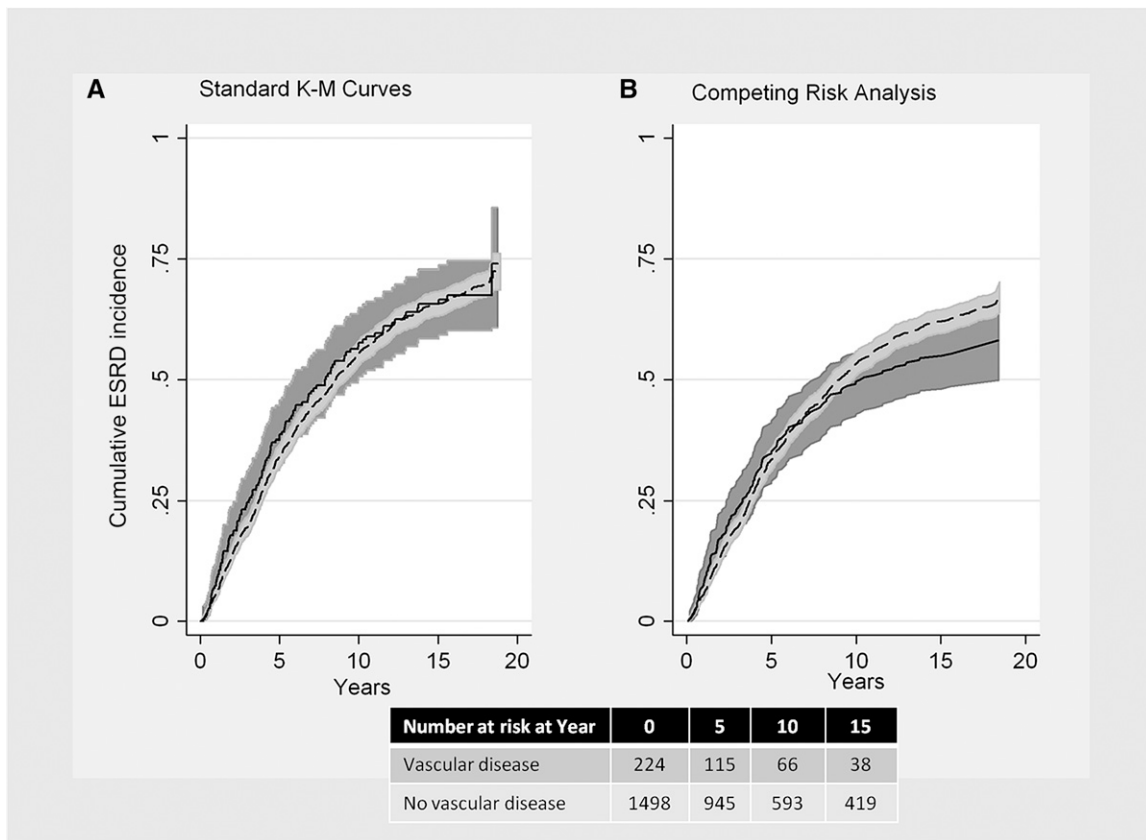 A Standard K-M Curves
B Competing Risk Analysis
Cumulative ESRD incidence
1
.75
.5
.25
0
0 5 10 15 20
Years
1
.75
.5
.25
0
0 5 10 15 20
Years
Number at risk at Year 0 5 10 15
Vascular disease 224 115 66 38
No vascular disease 1498 945 593 419